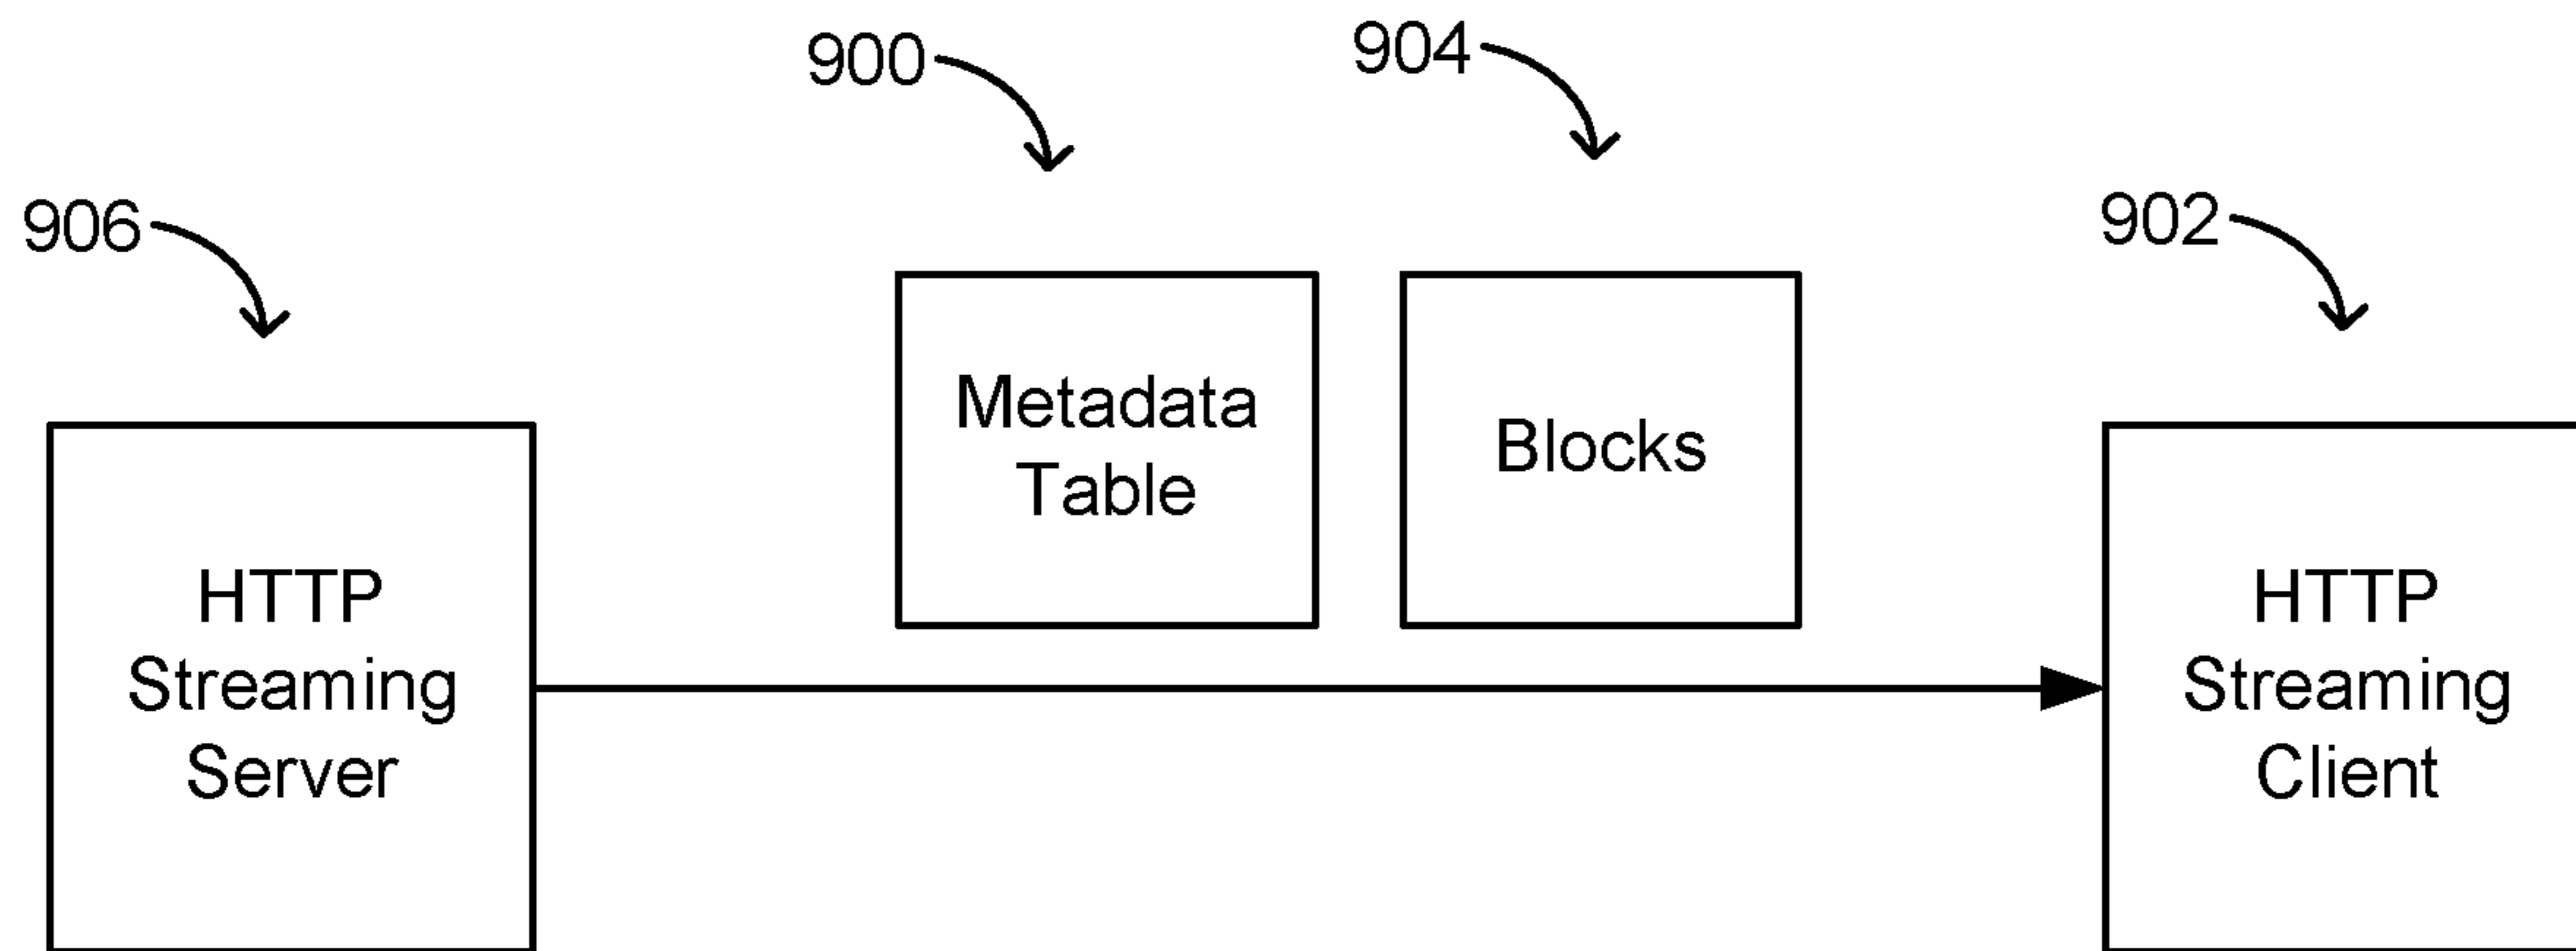 900
904
906
902
Metadata
Table
Blocks
HTTP
Streaming
Server
HTTP
Streaming
Client